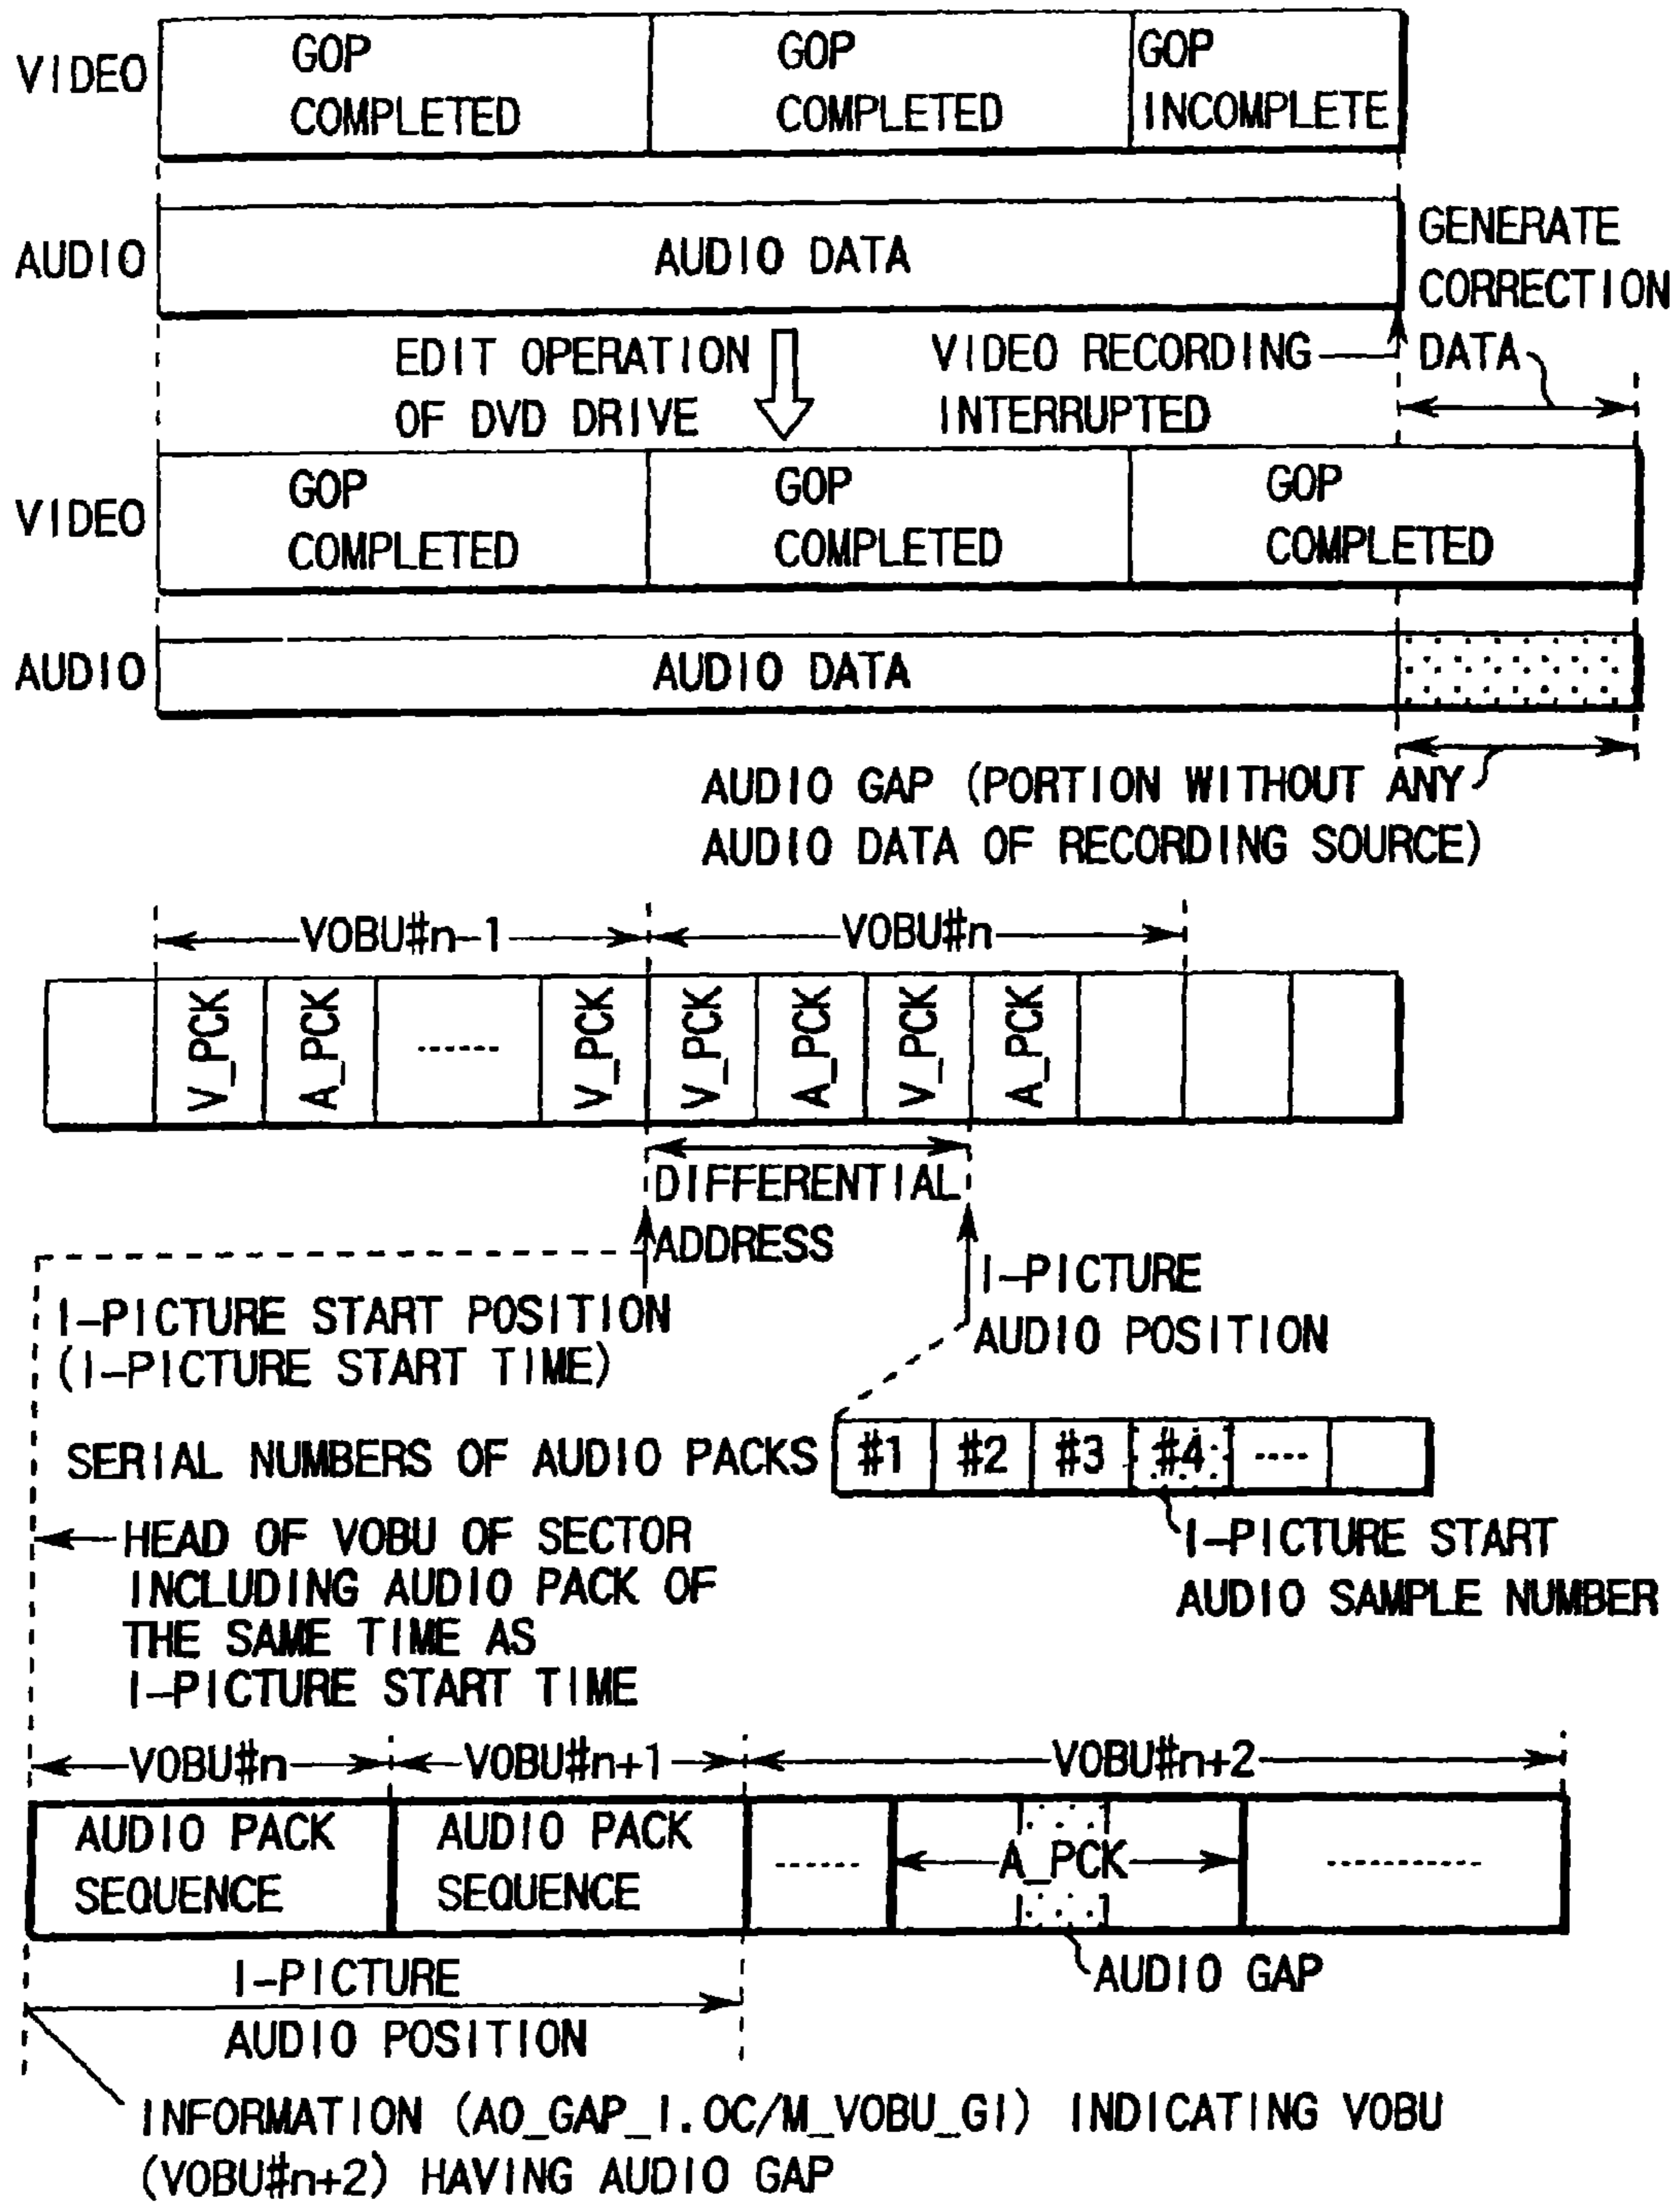 VIDEO
GOP
COMPLETED
GOP
COMPLETED
GOP
INCOMPLETE
AUDIO
AUDIO DATA
GENERATE
CORRECTION
DATA
EDIT OPERATION
OF DVD DRIVE
VIDEO RECORDING
INTERRUPTED
VIDEO
GOP
COMPLETED
GOP
COMPLETED
GOP
COMPLETED
AUDIO
AUDIO DATA
AUDIO GAP (PORTION WITHOUT ANY
AUDIO DATA OF RECORDING SOURCE)
VOBU#n-1
VOBU#n
V_PCK
A_PCK
--------
V_PCK
V_PCK
A_PCK
V_PCK
A_PCK
DIFFERENTIAL
ADDRESS
I-PICTURE START POSITION
(I-PICTURE START TIME)
I-PICTURE
AUDIO POSITION
SERIAL NUMBERS OF AUDIO PACKS
#1
#2
#3
#4
----
I-PICTURE START
AUDIO SAMPLE NUMBER
HEAD OF VOBU OF SECTOR
INCLUDING AUDIO PACK OF
THE SAME TIME AS
I-PICTURE START TIME
VOBU#n
VOBU#n+1
VOBU#n+2
AUDIO PACK
SEQUENCE
AUDIO PACK
SEQUENCE
--------
A_PCK
--------------
AUDIO GAP
I-PICTURE
AUDIO POSITION
INFORMATION (A0_GAP_I.OC/M_VOBU_GI) INDICATING VOBU
(VOBU#n+2) HAVING AUDIO GAP